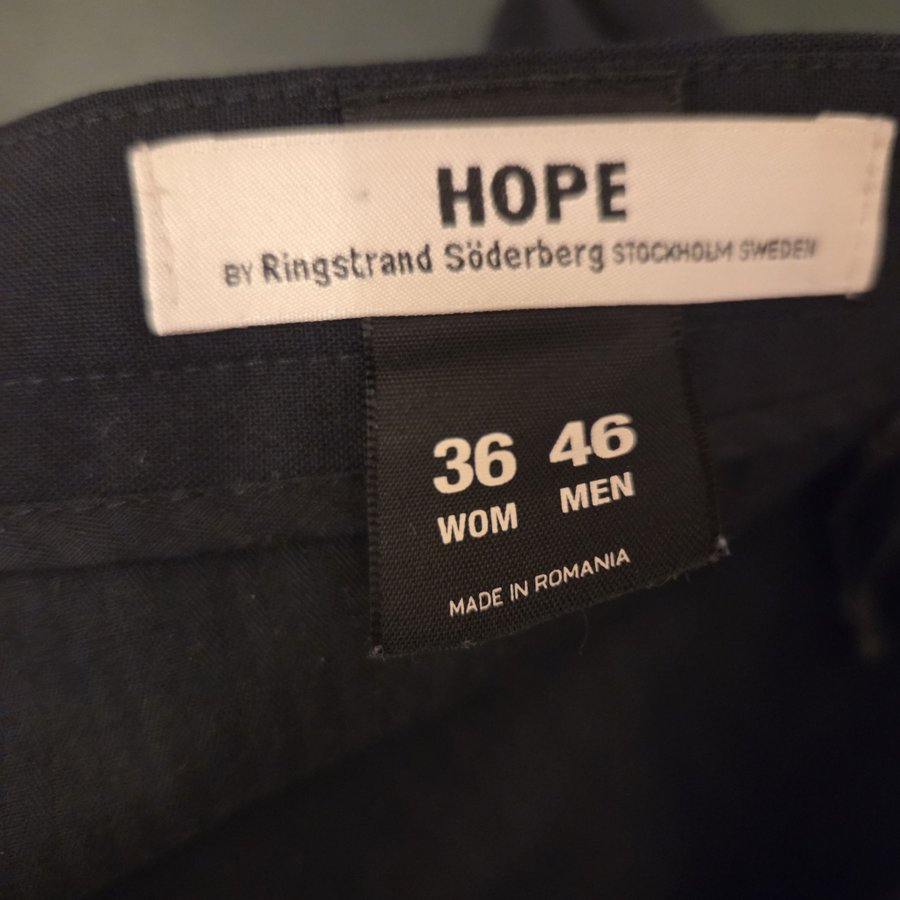 HOPE
BY Ringstrand Söderberg STOCKHOLM SWEDEN
36 46
WOM MEN
MADE IN ROMANIA